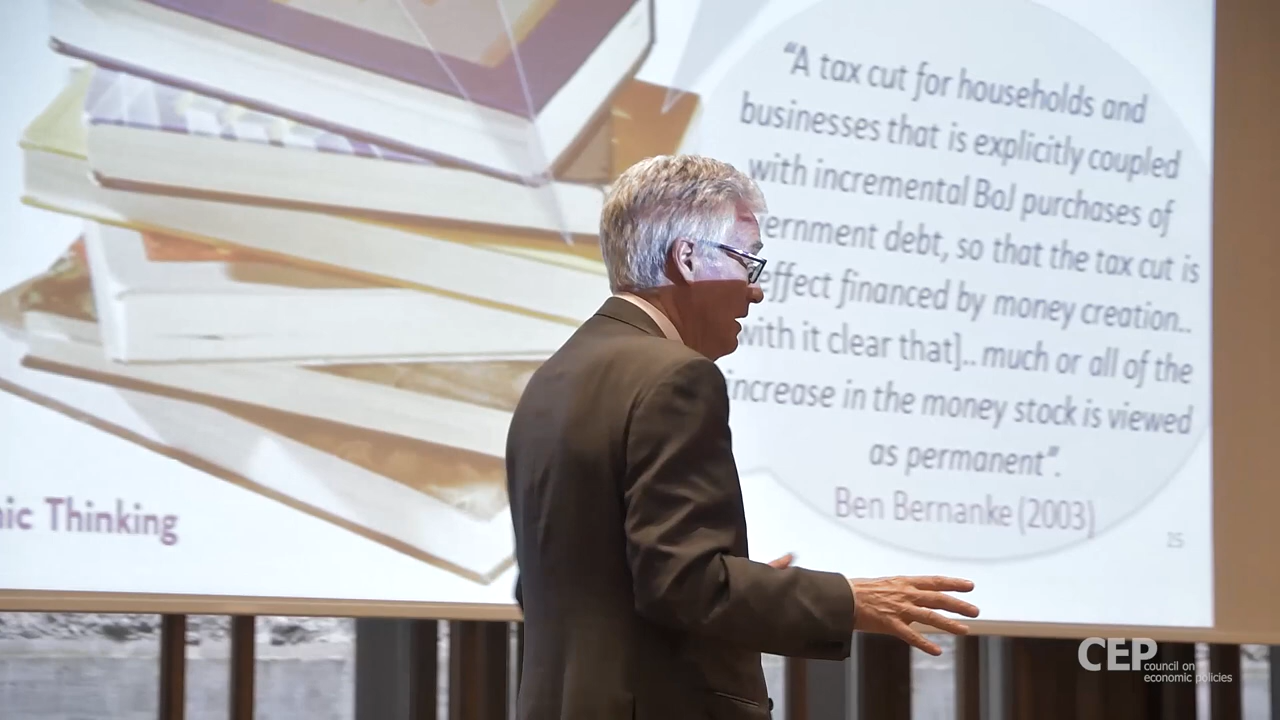 “A tax cut for households and
businesses that is explicitly coupled
with incremental BoJ purchases of
ernment debt, so that the tax cut is
effect financed by money creation..
with it clear that].. much or all of the
increase in the money stock is viewed
as permanent”.
Ben Bernanke (2003)
nic Thinking
25
CEP council on
economic policies